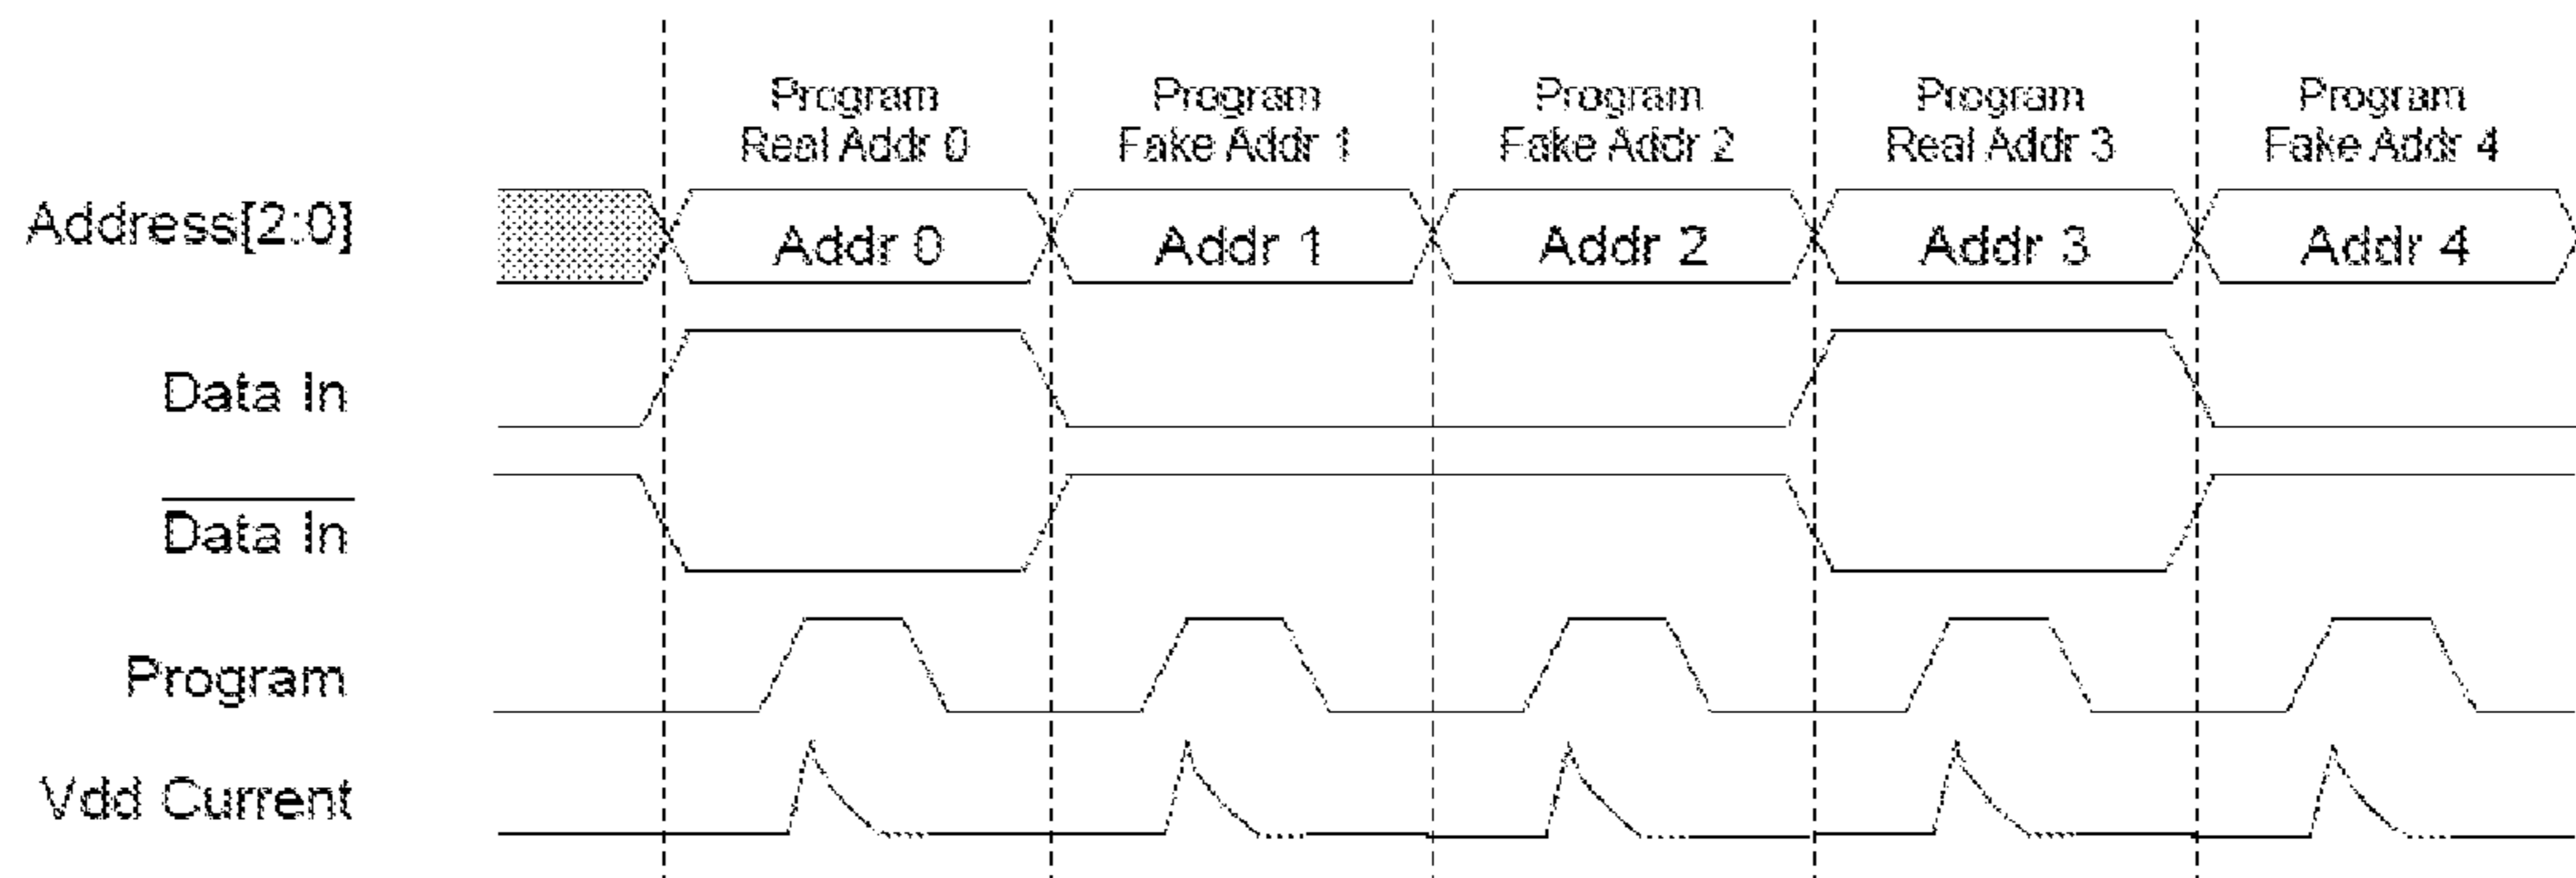 Program
Real Addr 0
Program
Fake Addr 1
Program
Fake Addr 2
Program
Real Addr 3
Program
Fake Addr 4
Address[2:0]
Addr 0
Addr 1
Addr 2
Addr 3
Addr 4
Data In
Data In
Program
Vdd Current